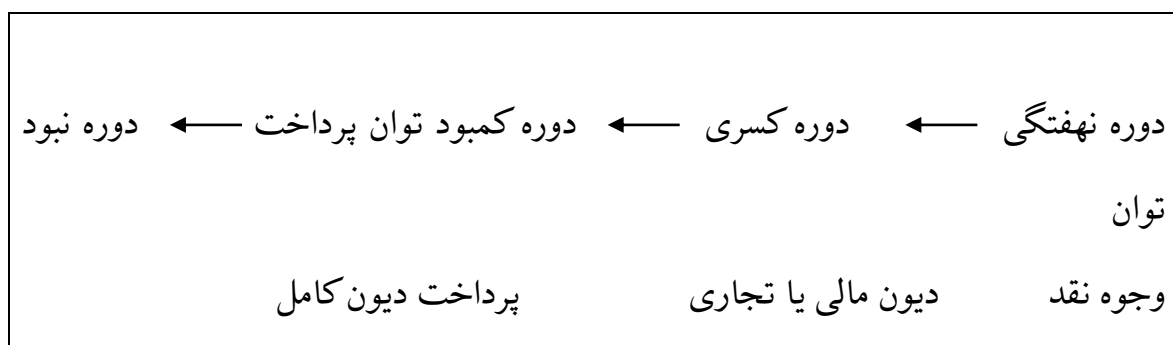 دوره نهفتگی ← دوره کسری ← دوره کمبود توان پرداخت ← دوره نبود
توان
وجوه نقد دیون مالی یا تجاری پرداخت دیون کامل